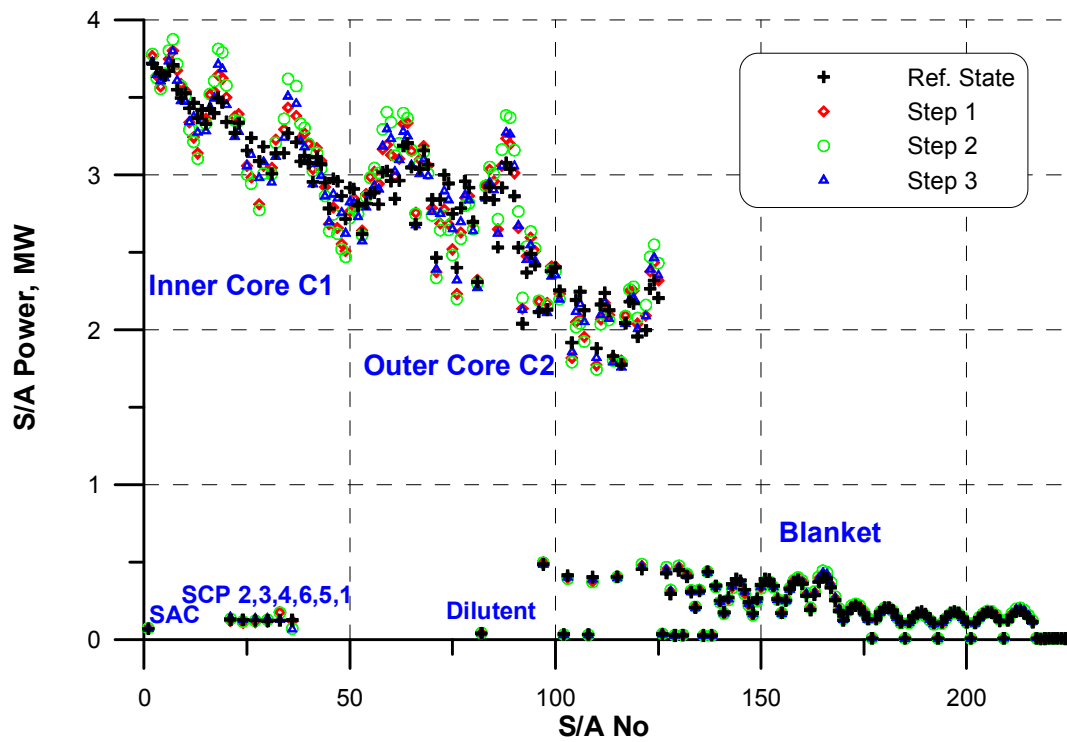 4
3
2
1
0
S/A Power, MW
Ref. State
Step 1
Step 2
Step 3
Inner Core C1
Outer Core C2
Blanket
SCP 2,3,4,6,5,1
SAC
Dilutent
0
50
100
150
200
S/A No